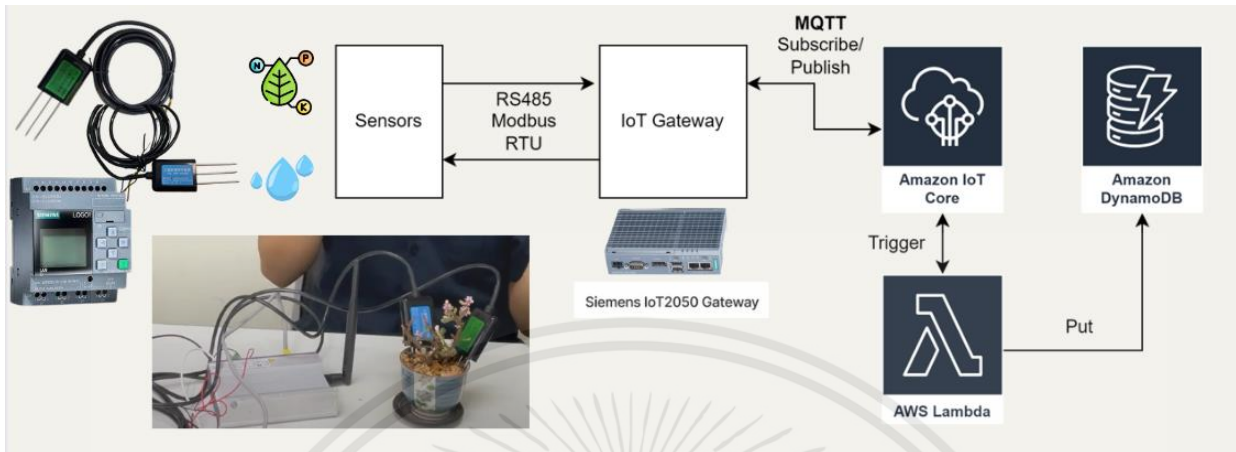 N
P
K
SIEMENS
LOGO!
Sensors
RS485
Modbus
RTU
IoT Gateway
Siemens IoT2050 Gateway
MQTT
Subscribe/
Publish
Amazon IoT
Core
Amazon
DynamoDB
Trigger
AWS Lambda
Put